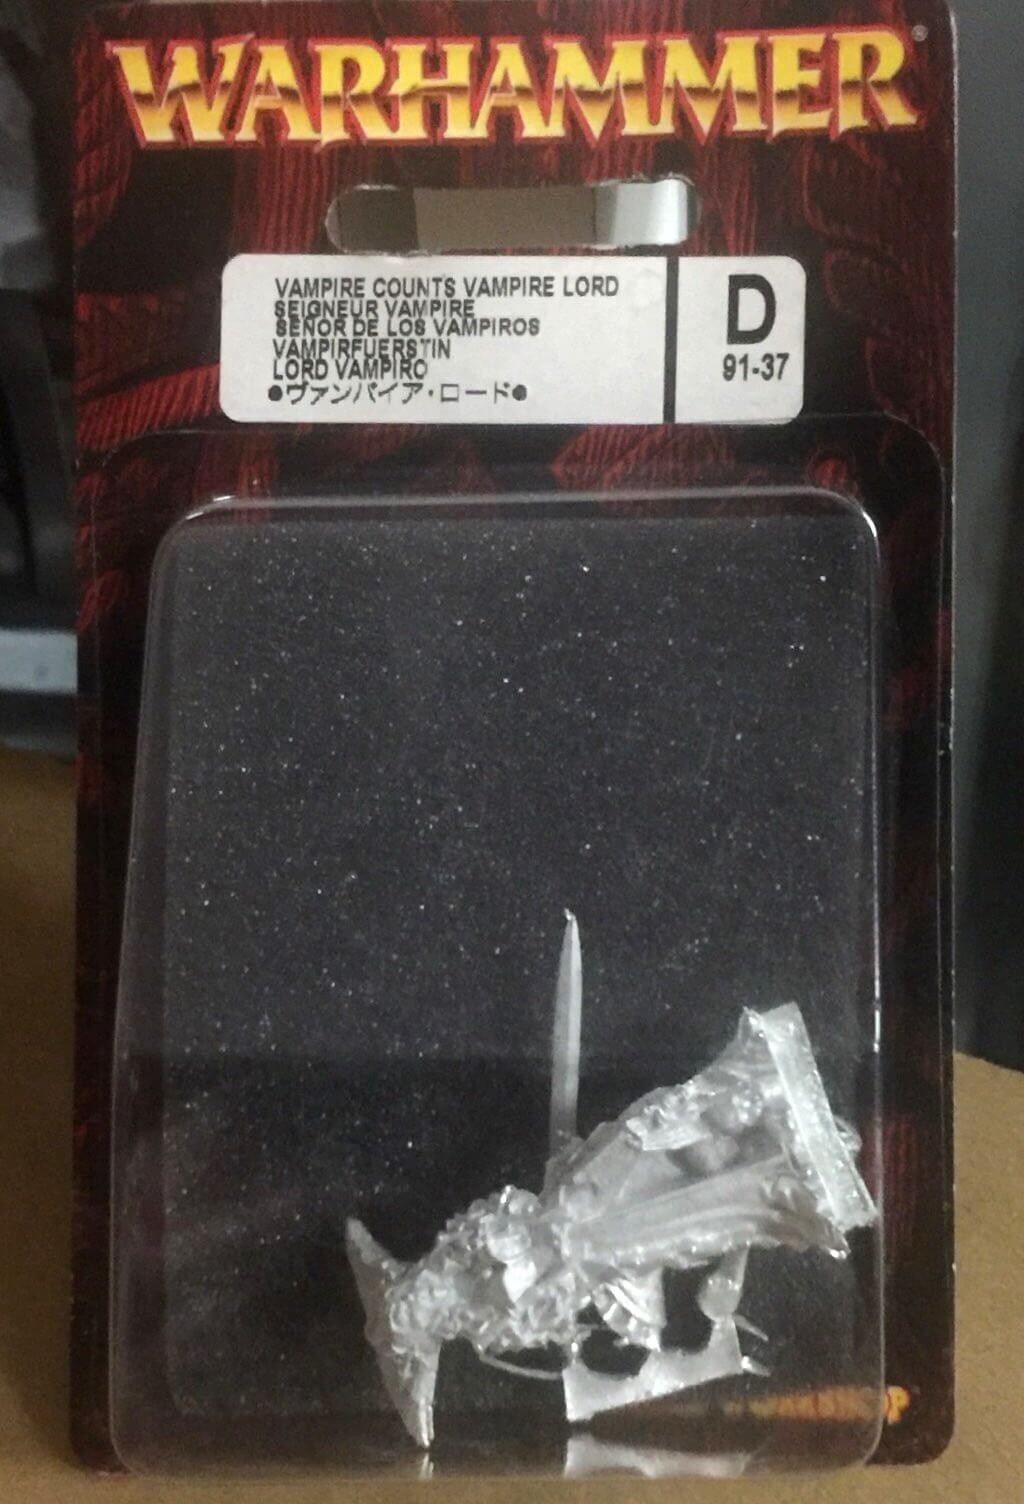 WARHAMMER®
VAMPIRE COUNTS VAMPIRE LORD
SEIGNEUR VAMPIRE
SEÑOR DE LOS VAMPIROS
VAMPIRFUERSTIN
LORD VAMPIRO
●ヴァンパイア・ロード●
D
91-37